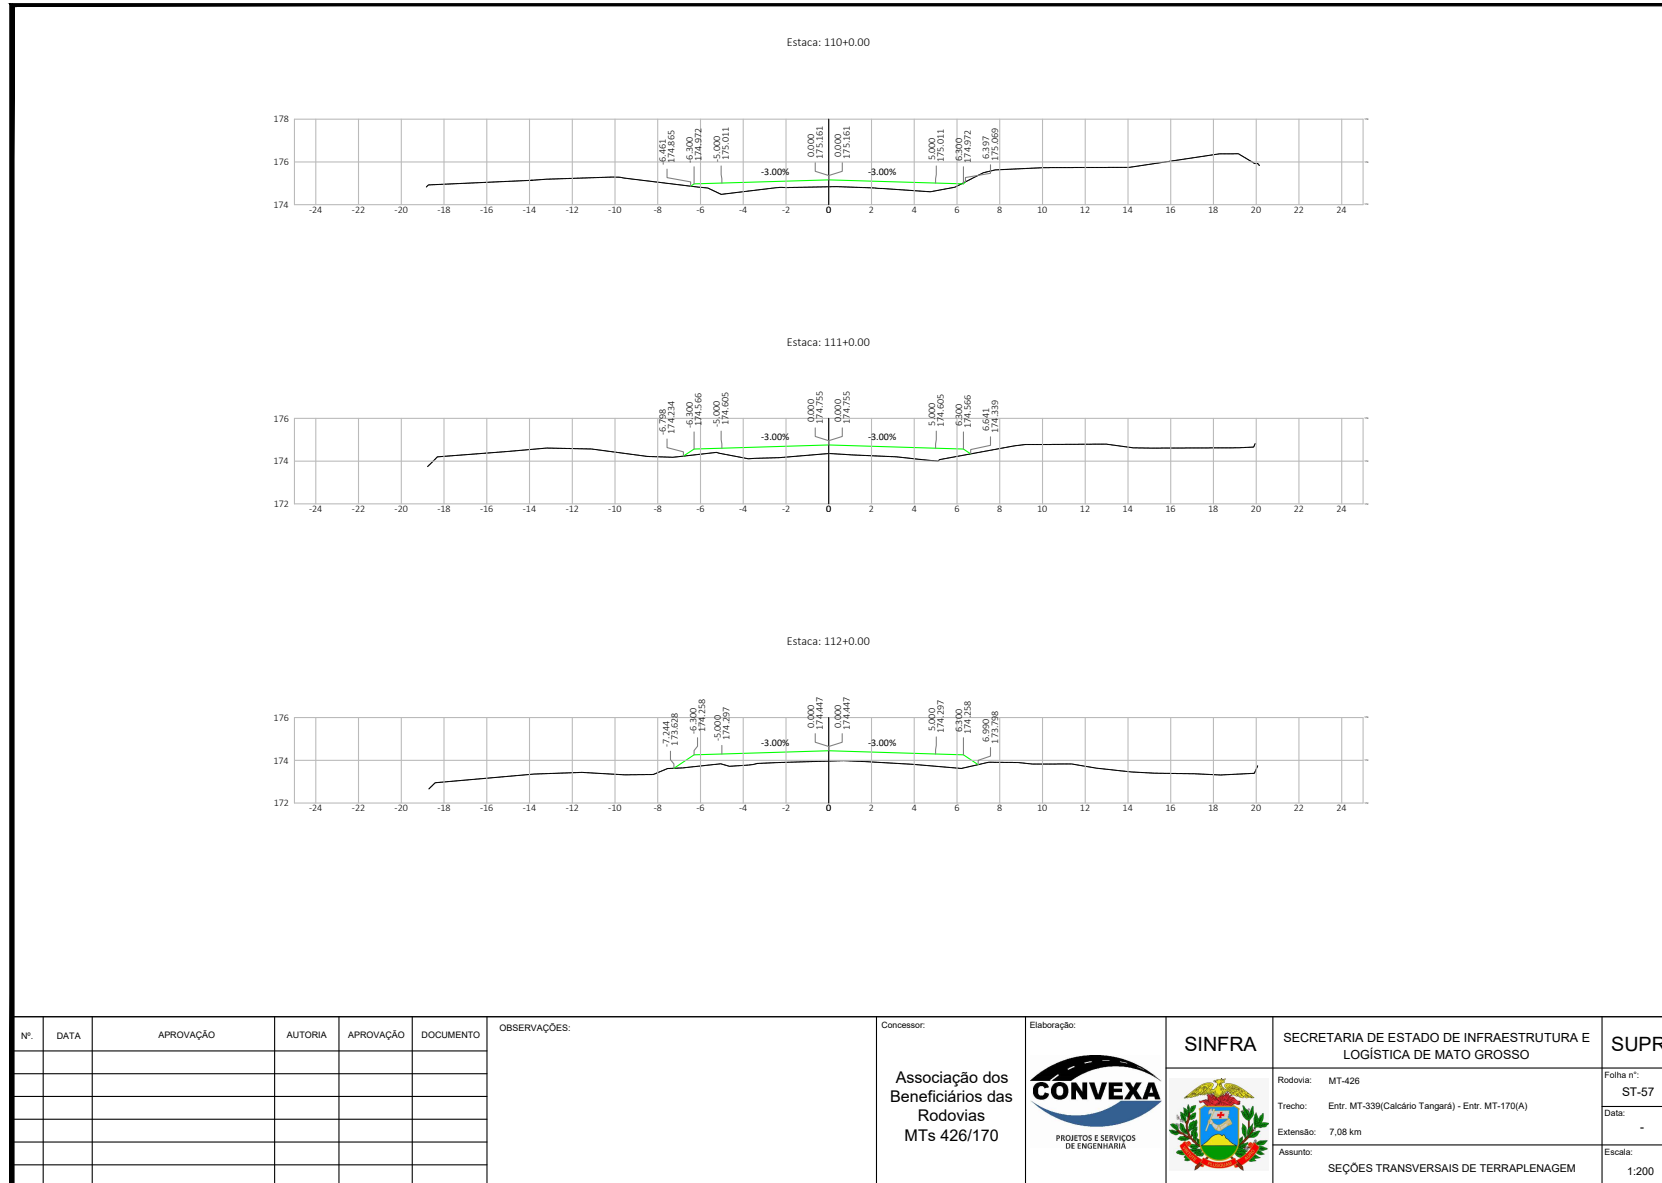 Estaca: 110+0.00
-6.461
174.865
-6.300
174.972
-5.000
175.011
0.000
175.161
0.000
175.161
5.000
175.011
6.300
174.972
6.397
175.069
-3.00%
-3.00%
178
176
174
-24 -22 -20 -18 -16 -14 -12 -10 -8 -6 -4 -2 0 2 4 6 8 10 12 14 16 18 20 22 24
Estaca: 111+0.00
-6.798
174.234
-6.300
174.566
-5.000
174.605
0.000
174.755
0.000
174.755
5.000
174.605
6.300
174.566
6.641
174.339
-3.00%
-3.00%
176
174
172
-24 -22 -20 -18 -16 -14 -12 -10 -8 -6 -4 -2 0 2 4 6 8 10 12 14 16 18 20 22 24
Estaca: 112+0.00
-7.244
173.628
-6.300
174.258
-5.000
174.297
0.000
174.447
0.000
174.447
5.000
174.297
6.300
174.258
6.990
173.798
-3.00%
-3.00%
176
174
172
-24 -22 -20 -18 -16 -14 -12 -10 -8 -6 -4 -2 0 2 4 6 8 10 12 14 16 18 20 22 24
Nº. DATA APROVAÇÃO AUTORIA APROVAÇÃO DOCUMENTO
OBSERVAÇÕES:
Concessor:
Associação dos
Beneficiários das
Rodovias
MTs 426/170
Elaboração:
CONVEXA
PROJETOS E SERVIÇOS
DE ENGENHARIA
SINFRA
SECRETARIA DE ESTADO DE INFRAESTRUTURA E
LOGÍSTICA DE MATO GROSSO
SUPR
Rodovia: MT-426
Trecho: Entr. MT-339(Calcário Tangará) - Entr. MT-170(A)
Extensão: 7,08 km
Assunto:
SEÇÕES TRANSVERSAIS DE TERRAPLENAGEM
Folha n°:
ST-57
Data:
-
Escala:
1:200